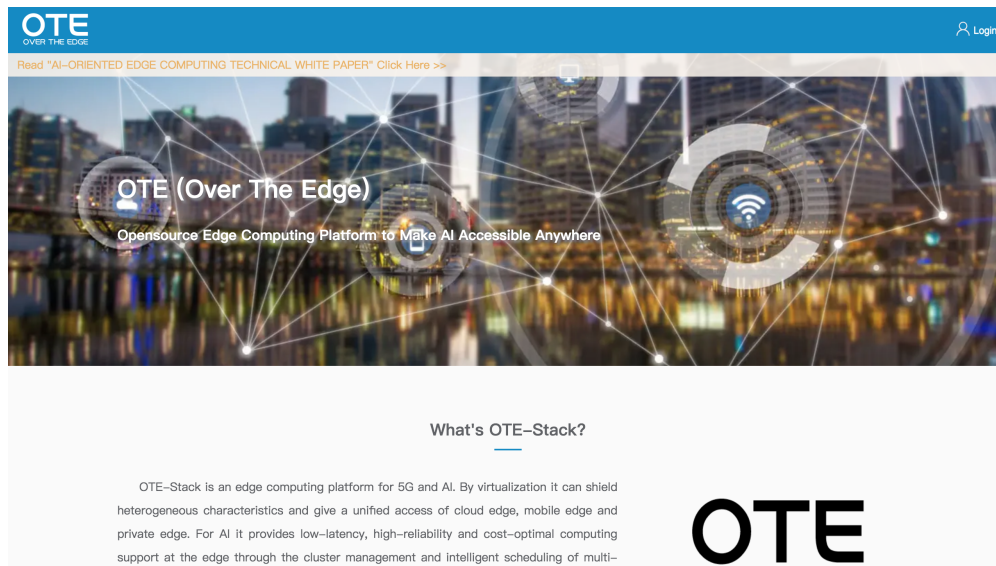 OTE
OVER THE EDGE
Login
Read "AI-ORIENTED EDGE COMPUTING TECHNICAL WHITE PAPER" Click Here >>
OTE (Over The Edge)
Opensource Edge Computing Platform to Make AI Accessible Anywhere
What's OTE-Stack?
OTE-Stack is an edge computing platform for 5G and AI. By virtualization it can shield
heterogeneous characteristics and give a unified access of cloud edge, mobile edge and
private edge. For AI it provides low-latency, high-reliability and cost-optimal computing
support at the edge through the cluster management and intelligent scheduling of multi-
OTE